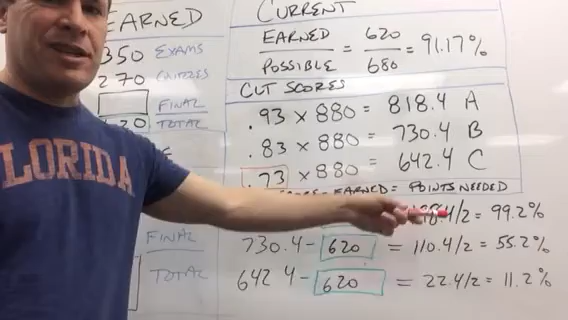 EARNED
350 EXAMS
270 QUIZZES
FINAL
TOTAL
FINAL
TOTAL
LORIDA
CURRENT
EARNED = 620 = 91.17%
POSSIBLE 680
CUT SCORES
.93 x 880 = 818.4 A
.83 x 880 = 730.4 B
.73 x 880 = 642.4 C
EARNED = POINTS NEEDED
198.4/2 = 99.2%
730.4 - 620 = 110.4/2 = 55.2%
642 4 - 620 = 22.4/2 = 11.2%